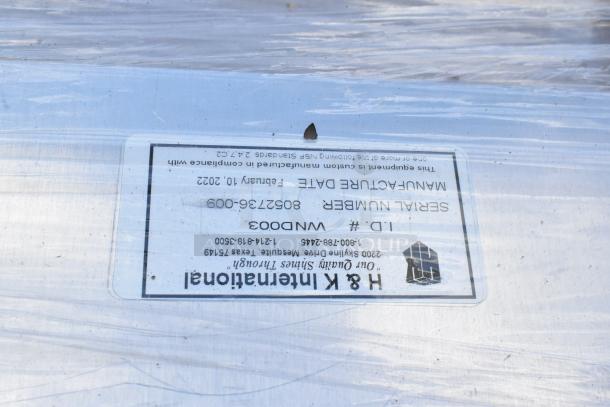 H & K International
"Our Quality Shines Through"
2200 Skyline Drive Mesquite, Texas 75149
1-800-788-2445 1-214-818-3500
I.D. # WND003
SERIAL NUMBER 8052736-009
MANUFACTURE DATE February 10, 2022
This equipment is custom manufactured in compliance with
one or more of the following NSF Standards 2 4 7 C2